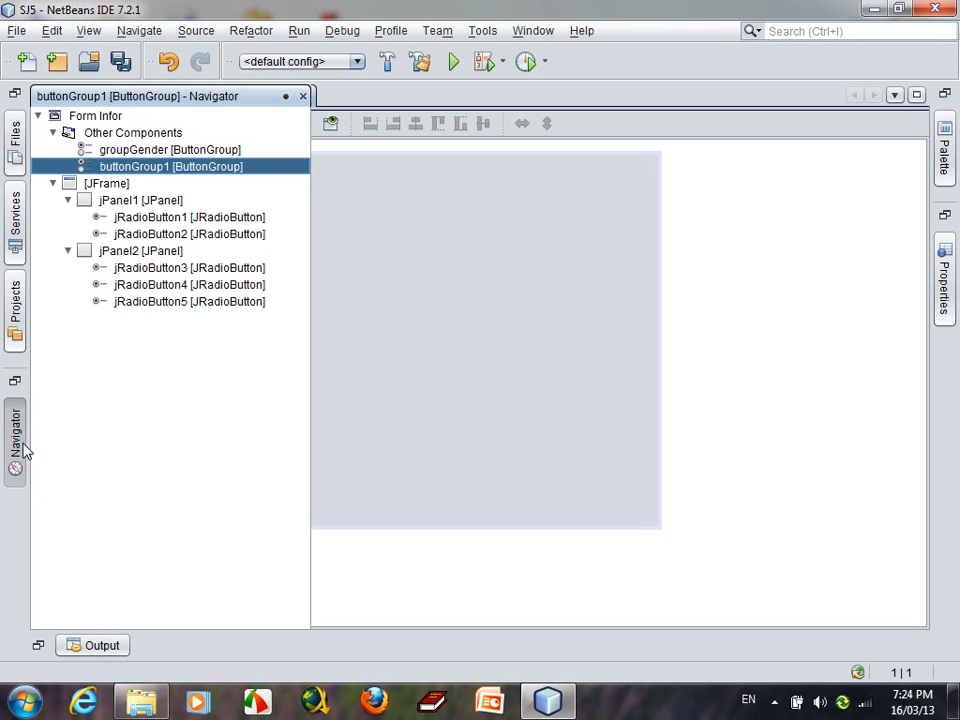 SJ5 - NetBeans IDE 7.2.1
File Edit View Navigate Source Refactor Run Debug Profile Team Tools Window Help
Search (Ctrl+I)
<default config>
buttonGroup1 [ButtonGroup] - Navigator
Form Infor
Other Components
groupGender [ButtonGroup]
buttonGroup1 [ButtonGroup]
[JFrame]
jPanel1 [JPanel]
jRadioButton1 [JRadioButton]
jRadioButton2 [JRadioButton]
jPanel2 [JPanel]
jRadioButton3 [JRadioButton]
jRadioButton4 [JRadioButton]
jRadioButton5 [JRadioButton]
Files
Services
Projects
Navigator
Palette
Properties
Output
1 | 1
EN
7:24 PM
16/03/13